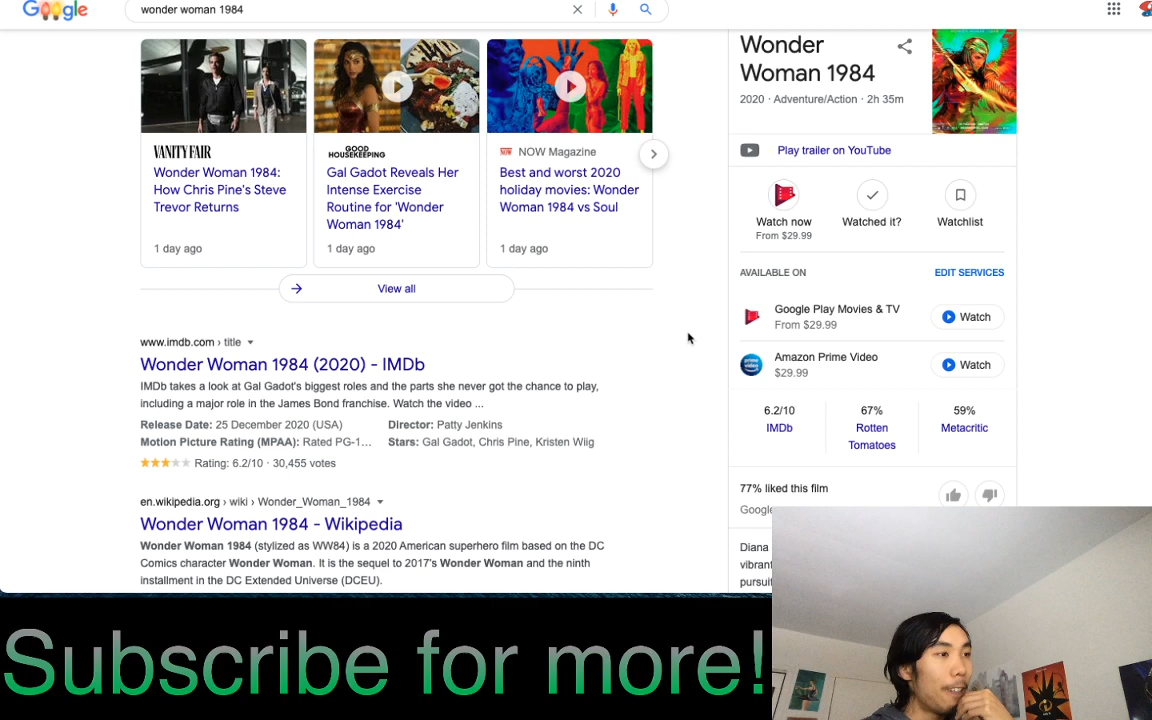 Google
wonder woman 1984
VANITY FAIR
Wonder Woman 1984:
How Chris Pine's Steve
Trevor Returns
1 day ago
GOOD
HOUSEKEEPING
Gal Gadot Reveals Her
Intense Exercise
Routine for 'Wonder
Woman 1984'
1 day ago
NOW Magazine
Best and worst 2020
holiday movies: Wonder
Woman 1984 vs Soul
1 day ago
View all
www.imdb.com › title
Wonder Woman 1984 (2020) - IMDb
IMDb takes a look at Gal Gadot's biggest roles and the parts she never got the chance to play,
including a major role in the James Bond franchise. Watch the video ...
Release Date: 25 December 2020 (USA)
Director: Patty Jenkins
Motion Picture Rating (MPAA): Rated PG-1...
Stars: Gal Gadot, Chris Pine, Kristen Wiig
Rating: 6.2/10 · 30,455 votes
en.wikipedia.org › wiki › Wonder_Woman_1984
Wonder Woman 1984 - Wikipedia
Wonder Woman 1984 (stylized as WW84) is a 2020 American superhero film based on the DC
Comics character Wonder Woman. It is the sequel to 2017's Wonder Woman and the ninth
installment in the DC Extended Universe (DCEU).
Wonder
Woman 1984
2020 · Adventure/Action · 2h 35m
Play trailer on YouTube
Watch now
From $29.99
Watched it?
Watchlist
AVAILABLE ON
EDIT SERVICES
Google Play Movies & TV
From $29.99
Watch
prime video
Amazon Prime Video
$29.99
Watch
6.2/10
IMDb
67%
Rotten
Tomatoes
59%
Metacritic
77% liked this film
Google
Diana
vibrant
pursuit
Subscribe for more!